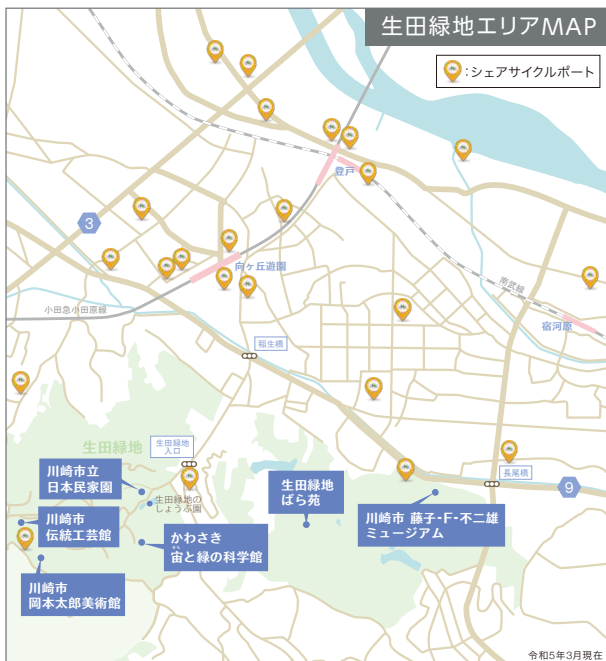 生田緑地エリアMAP
:シェアサイクルポート
登戸
3
向ヶ丘遊園
南武線
小田急小田原線
宿河原
稲生橋
生田緑地
生田緑地
入口
川崎市立
日本民家園
生田緑地の
しょうぶ園
生田緑地
ばら苑
長尾橋
9
川崎市 藤子・F・不二雄
ミュージアム
川崎市
伝統工芸館
かわさき
そら
宙と緑の科学館
川崎市
岡本太郎美術館
令和5年3月現在